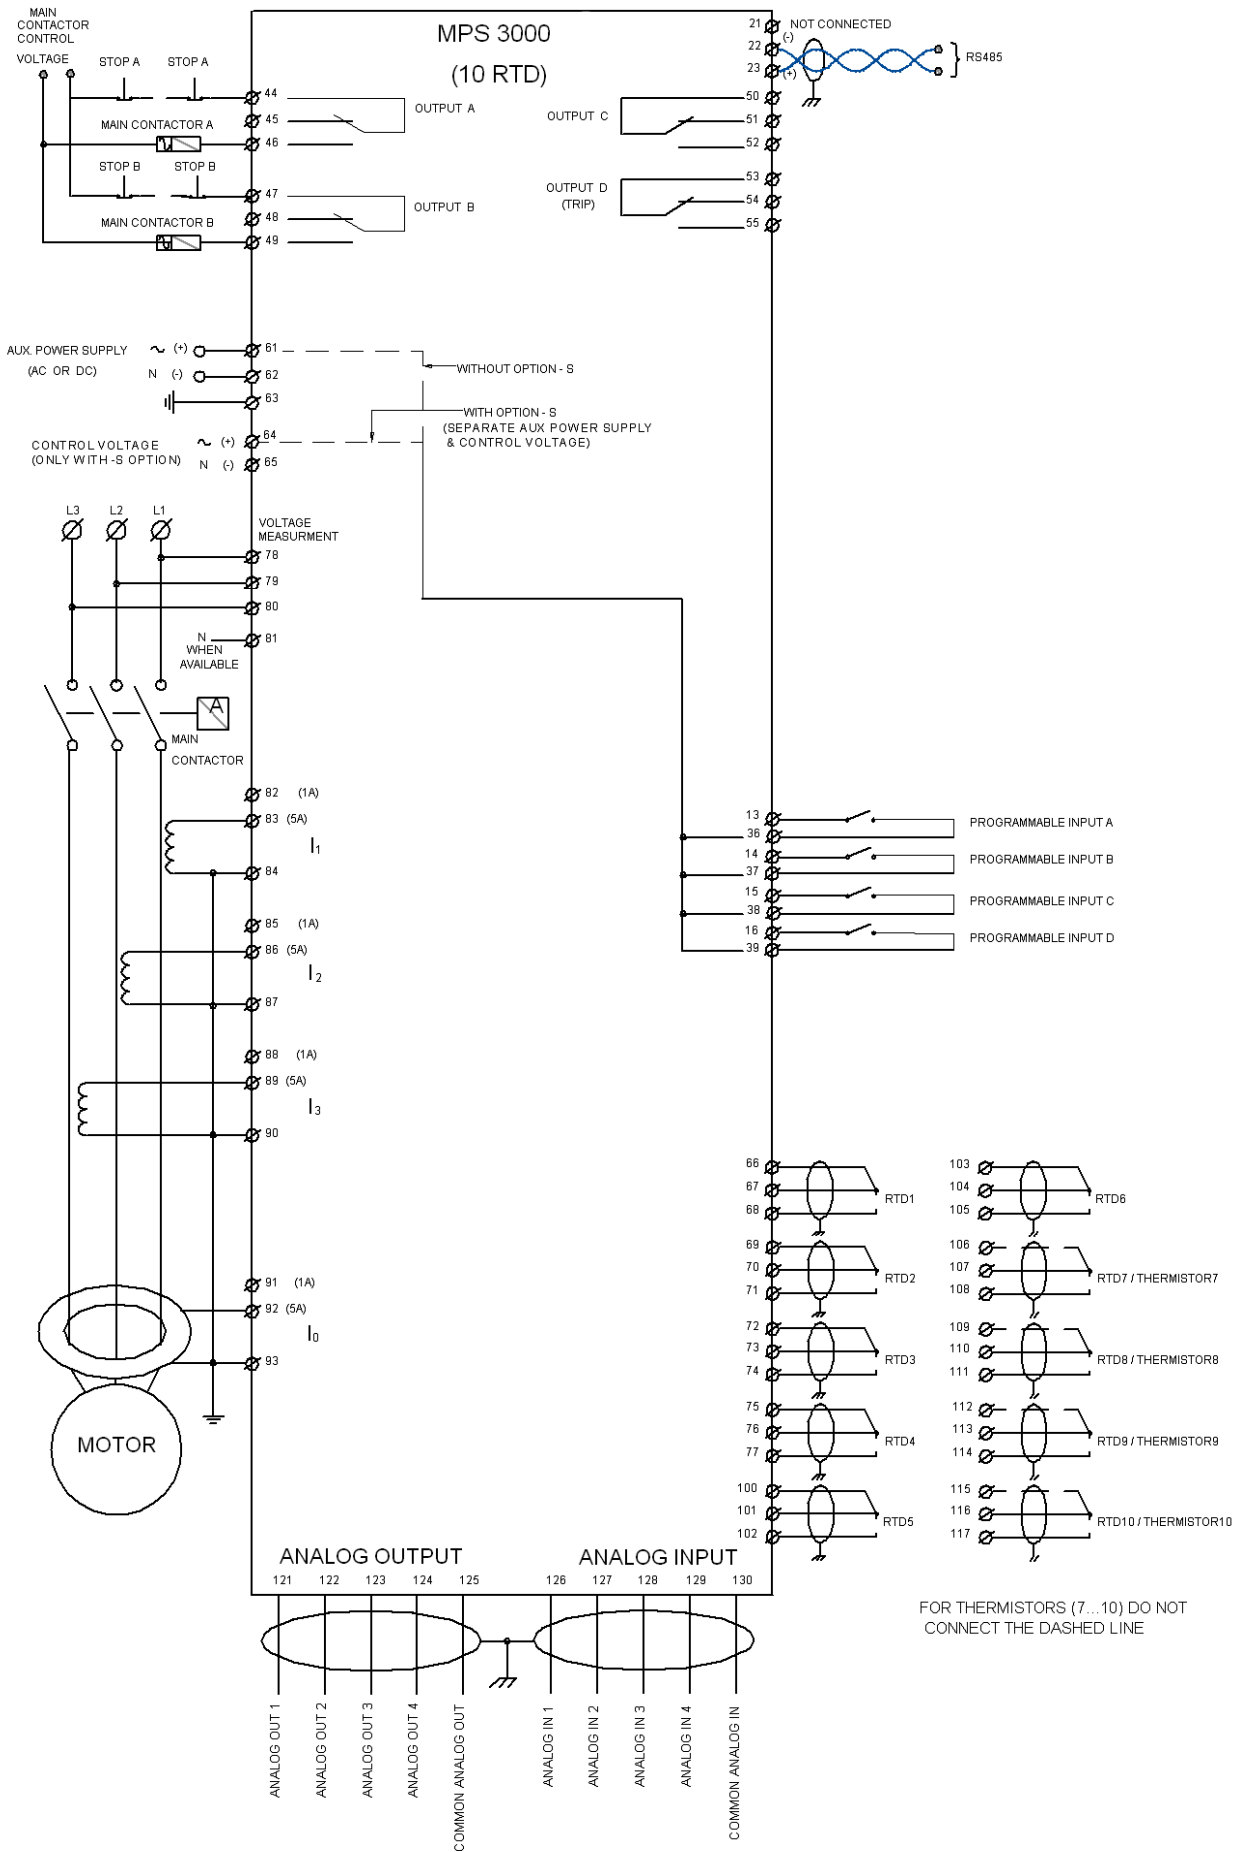 MAIN
CONTACTOR
CONTROL
VOLTAGE
STOP A
STOP A
MAIN CONTACTOR A
STOP B
STOP B
MAIN CONTACTOR B
44
45
46
47
48
49
OUTPUT A
OUTPUT B
MPS 3000
(10 RTD)
OUTPUT C
OUTPUT D
(TRIP)
21
22
23
50
51
52
53
54
55
NOT CONNECTED
(-)
(+)
RS485
AUX. POWER SUPPLY
(AC OR DC)
~ (+)
N (-)
61
62
63
64
65
WITHOUT OPTION - S
WITH OPTION - S
(SEPARATE AUX POWER SUPPLY
& CONTROL VOLTAGE)
CONTROL VOLTAGE
(ONLY WITH -S OPTION)
~ (+)
N (-)
L3
L2
L1
VOLTAGE
MEASURMENT
78
79
80
81
N
WHEN
AVAILABLE
A
MAIN
CONTACTOR
82 (1A)
83 (5A)
I1
84
85 (1A)
86 (5A)
I2
87
88 (1A)
89 (5A)
I3
90
91 (1A)
92 (5A)
I0
93
MOTOR
13
36
14
37
15
38
16
39
PROGRAMMABLE INPUT A
PROGRAMMABLE INPUT B
PROGRAMMABLE INPUT C
PROGRAMMABLE INPUT D
66
67
68
RTD1
69
70
71
RTD2
72
73
74
RTD3
75
76
77
RTD4
100
101
102
RTD5
103
104
105
RTD6
106
107
108
RTD7 / THERMISTOR7
109
110
111
RTD8 / THERMISTOR8
112
113
114
RTD9 / THERMISTOR9
115
116
117
RTD10 / THERMISTOR10
FOR THERMISTORS (7...10) DO NOT
CONNECT THE DASHED LINE
ANALOG OUTPUT
ANALOG INPUT
121 122 123 124 125
126 127 128 129 130
ANALOG OUT 1
ANALOG OUT 2
ANALOG OUT 3
ANALOG OUT 4
COMMON ANALOG OUT
ANALOG IN 1
ANALOG IN 2
ANALOG IN 3
ANALOG IN 4
COMMON ANALOG IN